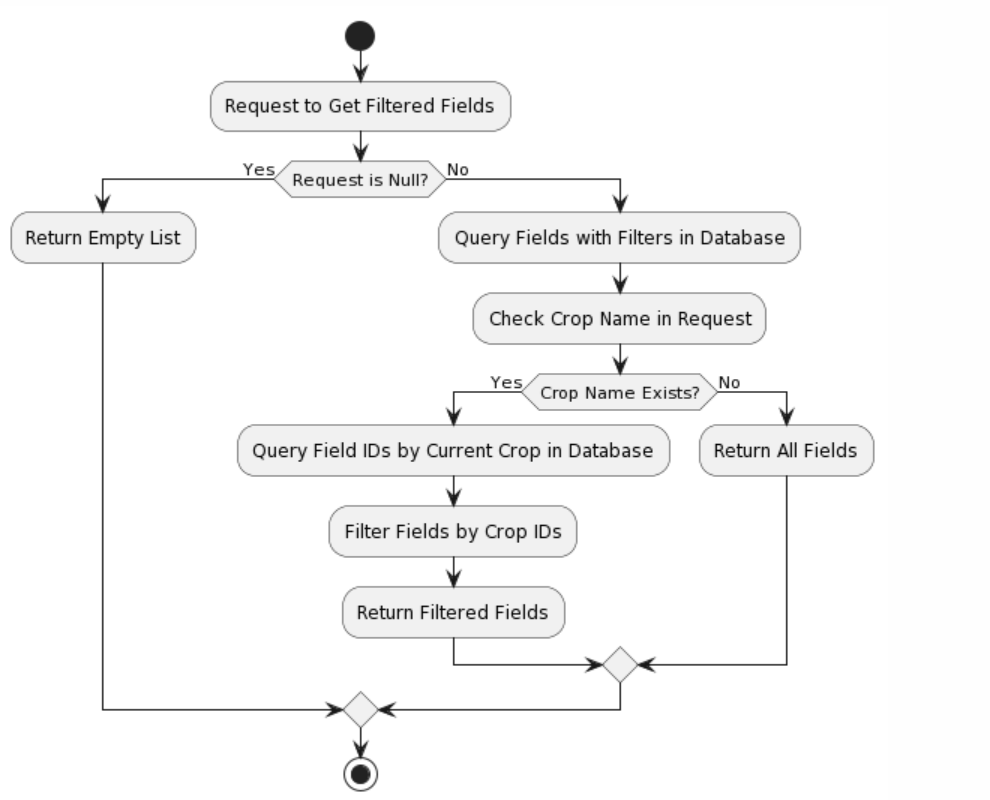 Request to Get Filtered Fields
Yes
Request is Null?
No
Return Empty List
Query Fields with Filters in Database
Check Crop Name in Request
Yes
Crop Name Exists?
No
Query Field IDs by Current Crop in Database
Return All Fields
Filter Fields by Crop IDs
Return Filtered Fields